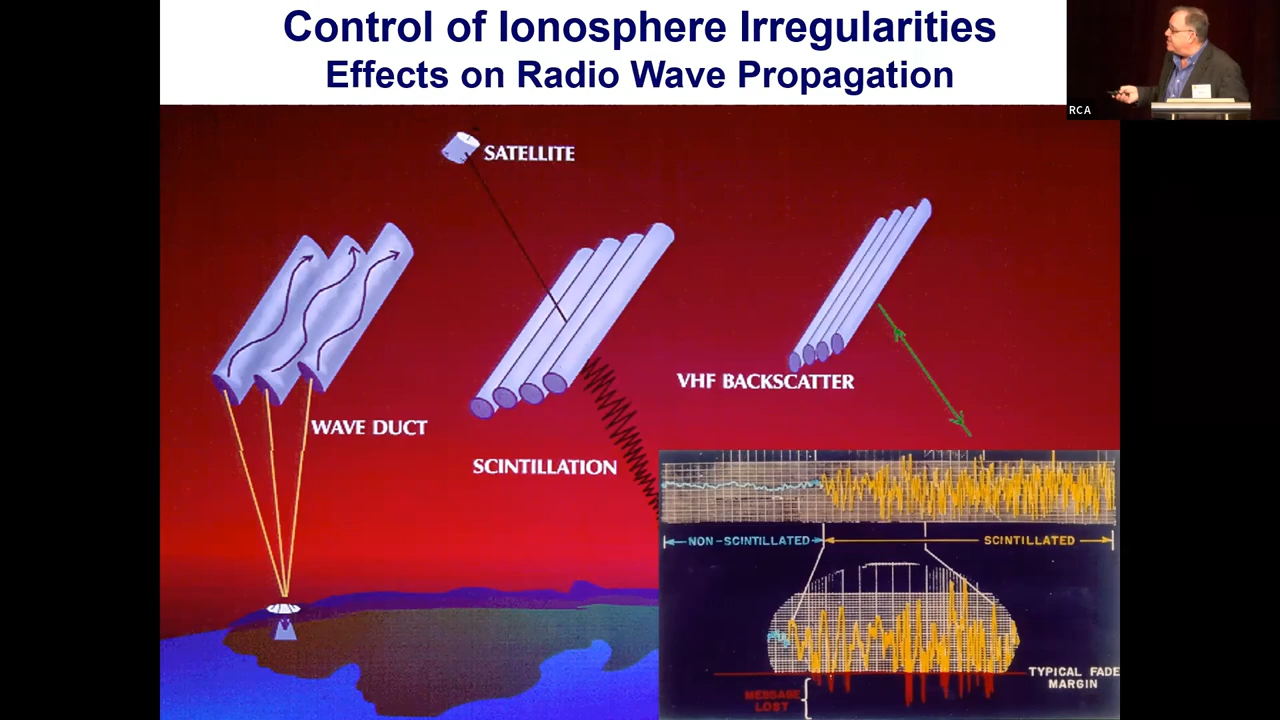 Control of Ionosphere Irregularities
Effects on Radio Wave Propagation
RCA
SATELLITE
VHF BACKSCATTER
WAVE DUCT
SCINTILLATION
NON-SCINTILLATED
SCINTILLATED
TYPICAL FADE
MARGIN
MESSAGE
LOST